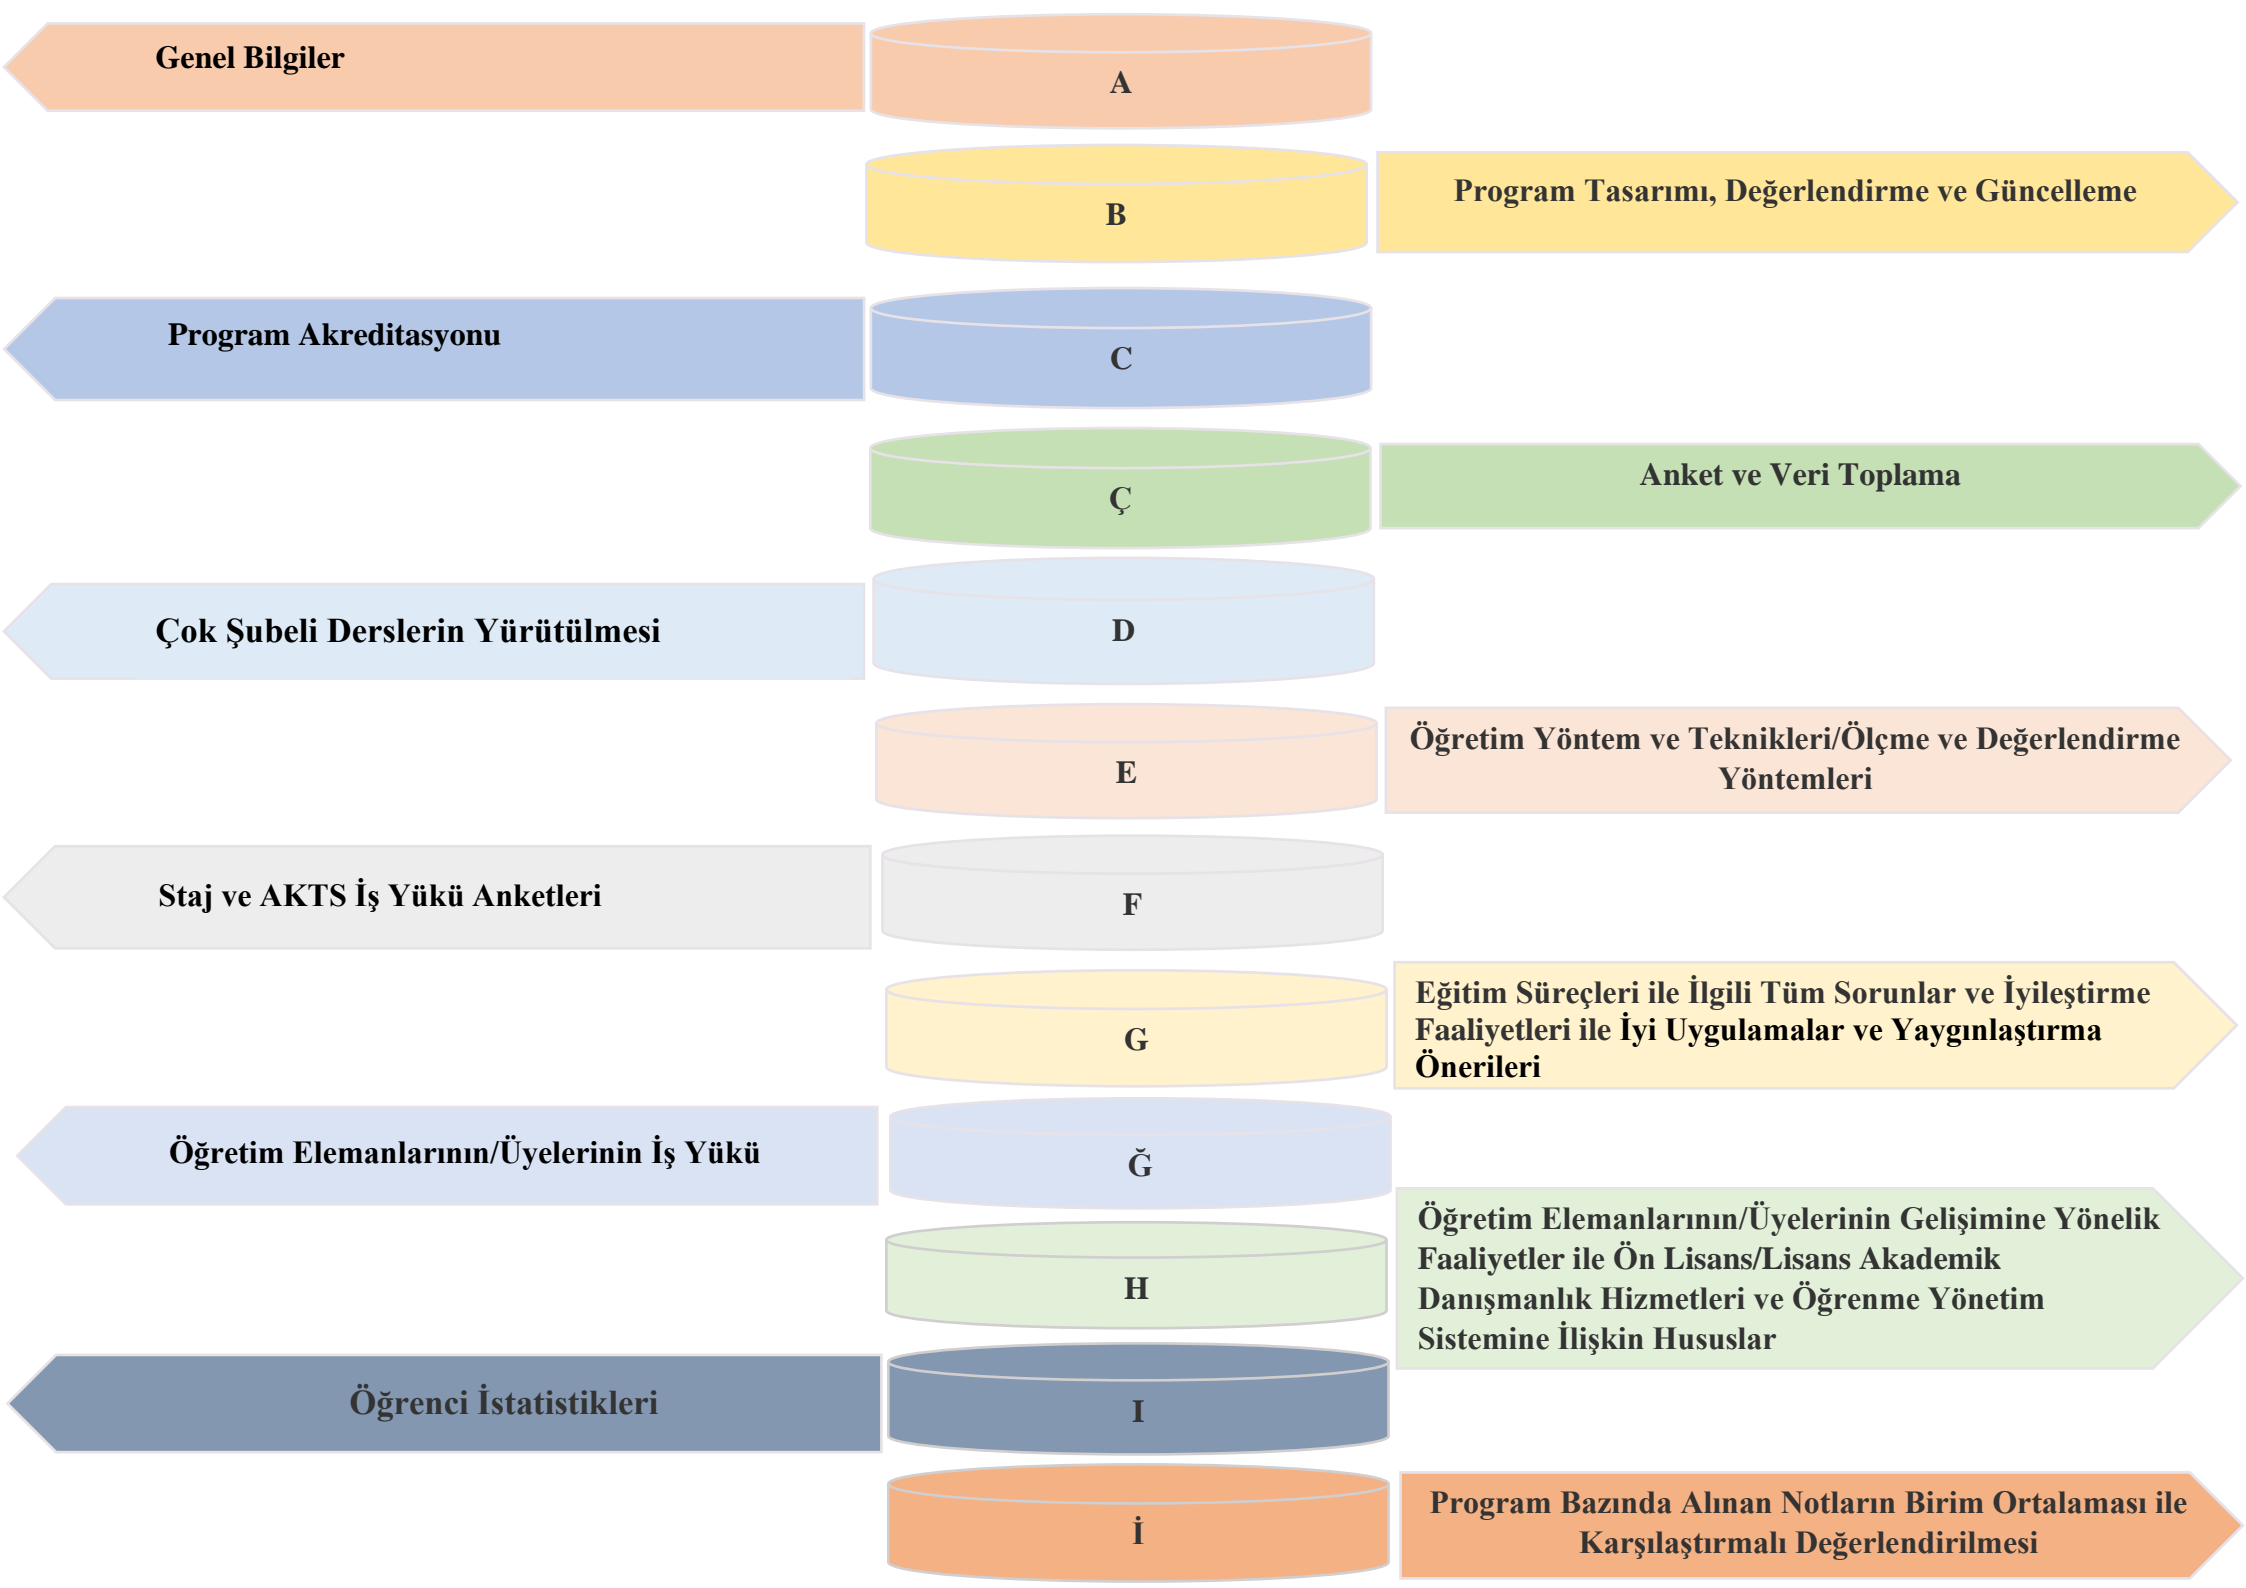 Genel Bilgiler
A
B
Program Tasarımı, Değerlendirme ve Güncelleme
Program Akreditasyonu
C
Ç
Anket ve Veri Toplama
Çok Şubeli Derslerin Yürütülmesi
D
E
Öğretim Yöntem ve Teknikleri/Ölçme ve Değerlendirme
Yöntemleri
Staj ve AKTS İş Yükü Anketleri
F
G
Eğitim Süreçleri ile İlgili Tüm Sorunlar ve İyileştirme
Faaliyetleri ile İyi Uygulamalar ve Yaygınlaştırma
Önerileri
Öğretim Elemanlarının/Üyelerinin İş Yükü
Ğ
H
Öğretim Elemanlarının/Üyelerinin Gelişimine Yönelik
Faaliyetler ile Ön Lisans/Lisans Akademik
Danışmanlık Hizmetleri ve Öğrenme Yönetim
Sistemine İlişkin Hususlar
Öğrenci İstatistikleri
I
İ
Program Bazında Alınan Notların Birim Ortalaması ile
Karşılaştırmalı Değerlendirilmesi